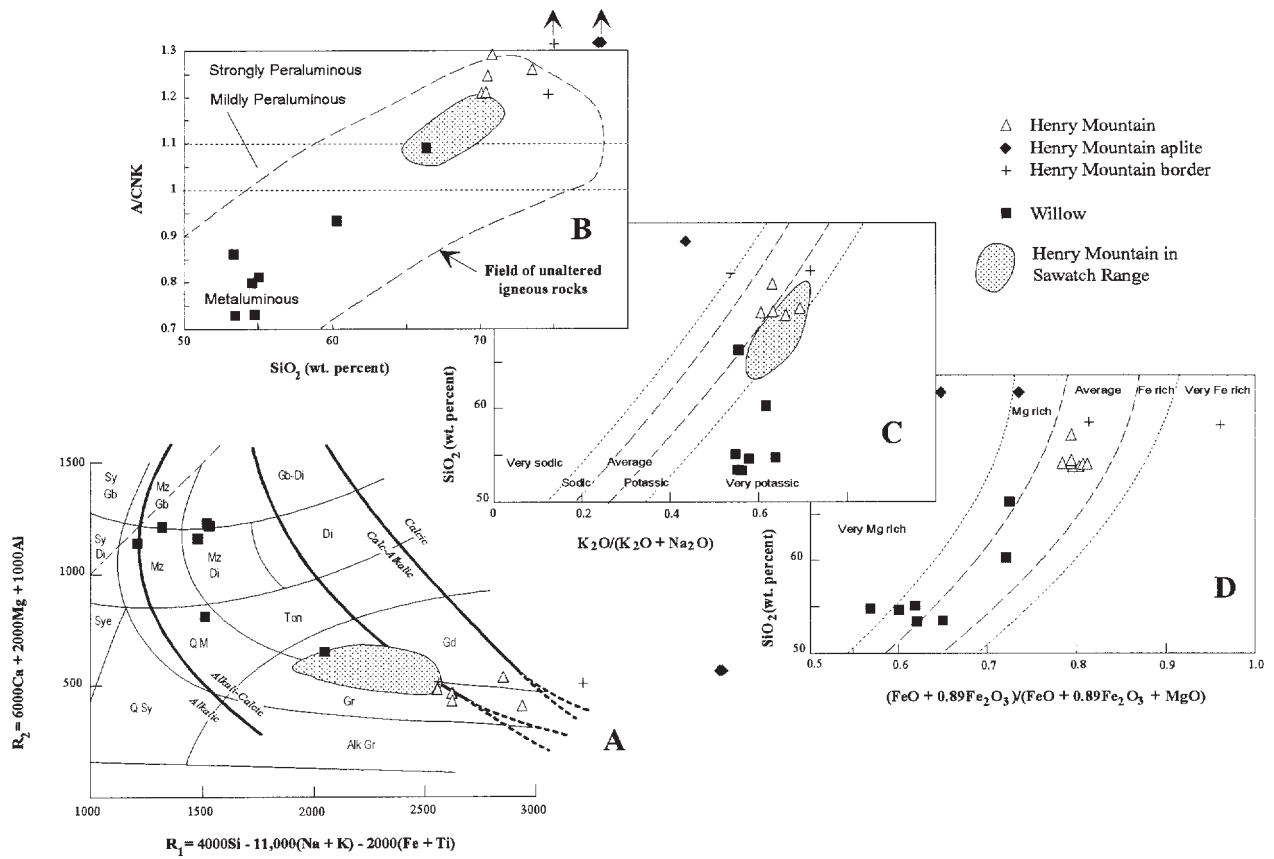 1.3
1.2
1.1
1
0.9
0.8
0.7
A/CNK
Strongly Peraluminous
Mildly Peraluminous
Metaluminous
B
Field of unaltered
igneous rocks
50
60
70
SiO2 (wt. percent)
Henry Mountain
Henry Mountain aplite
Henry Mountain border
Willow
Henry Mountain in
Sawatch Range
70
60
50
SiO2 (wt. percent)
Very sodic
Sodic
Average
Potassic
Very potassic
C
0
0.2
0.4
0.6
K2O/(K2O + Na2O)
Very Mg rich
Mg rich
Average
Fe rich
Very Fe rich
60
50
SiO2 (wt. percent)
D
0.5
0.6
0.7
0.8
0.9
1.0
(FeO + 0.89Fe2O3)/(FeO + 0.89Fe2O3 + MgO)
1500
1000
500
R2 = 6000Ca + 2000Mg + 1000Al
Sy
Gb
Mz
Gb
Gb-Di
Sy
Di
Mz
Mz
Di
Di
Calcic
Calc-Alkalic
Sye
Q M
Ton
Gd
Q Sy
Alkali-Calcic
Alkalic
Gr
Alk Gr
A
1000
1500
2000
2500
3000
R1 = 4000Si - 11,000(Na + K) - 2000(Fe + Ti)